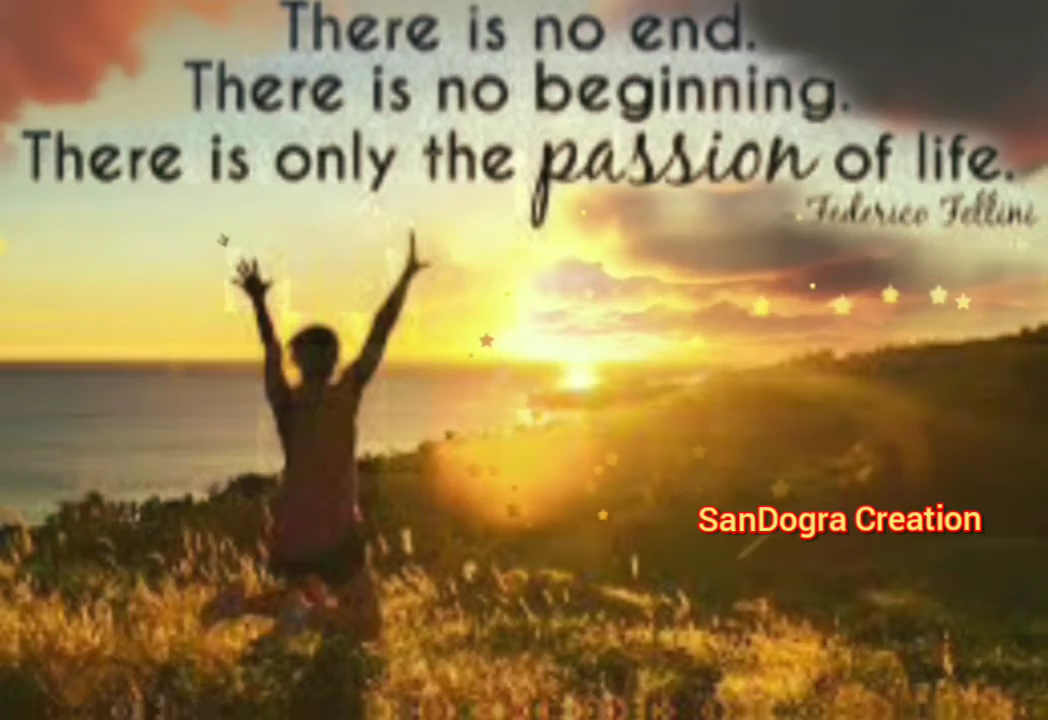 There is no end.
There is no beginning.
There is only the passion of life.
Federico Fellini
SanDogra Creation